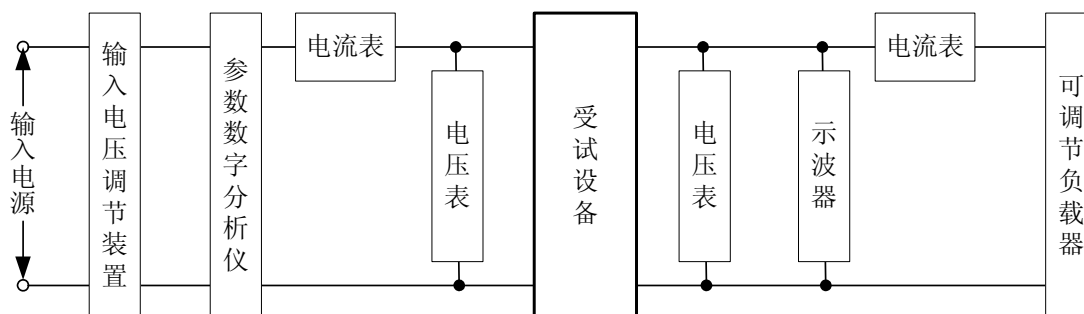 输入电源
输入电压调节装置
参数数字分析仪
电流表
电压表
受试设备
电压表
示波器
电流表
可调节负载器